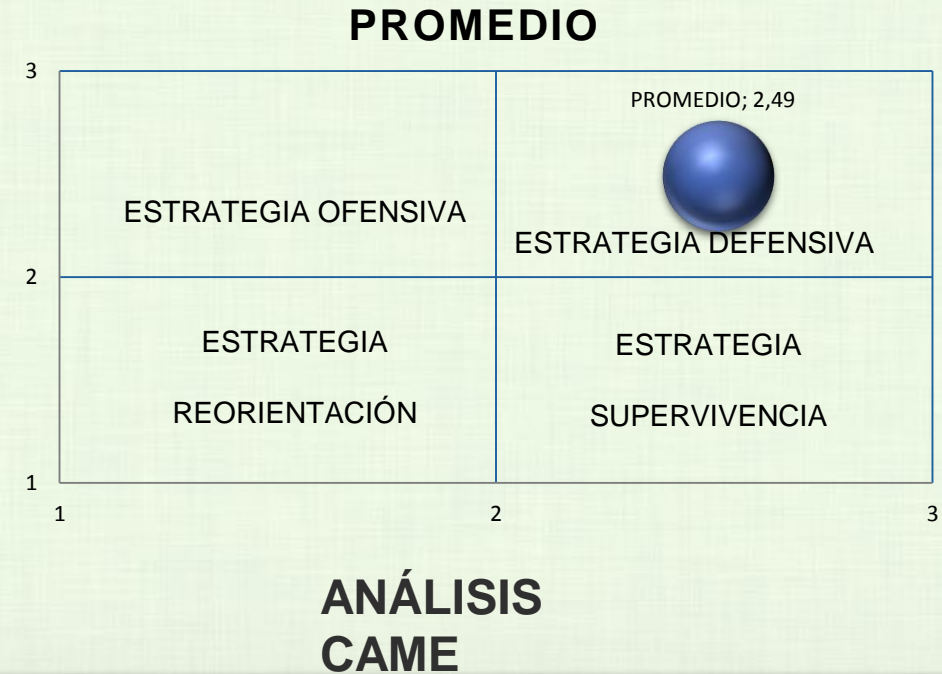 PROMEDIO
3
PROMEDIO; 2,49
ESTRATEGIA OFENSIVA
ESTRATEGIA DEFENSIVA
2
ESTRATEGIA
REORIENTACIÓN
ESTRATEGIA
SUPERVIVENCIA
1
1 2 3
ANÁLISIS
CAME